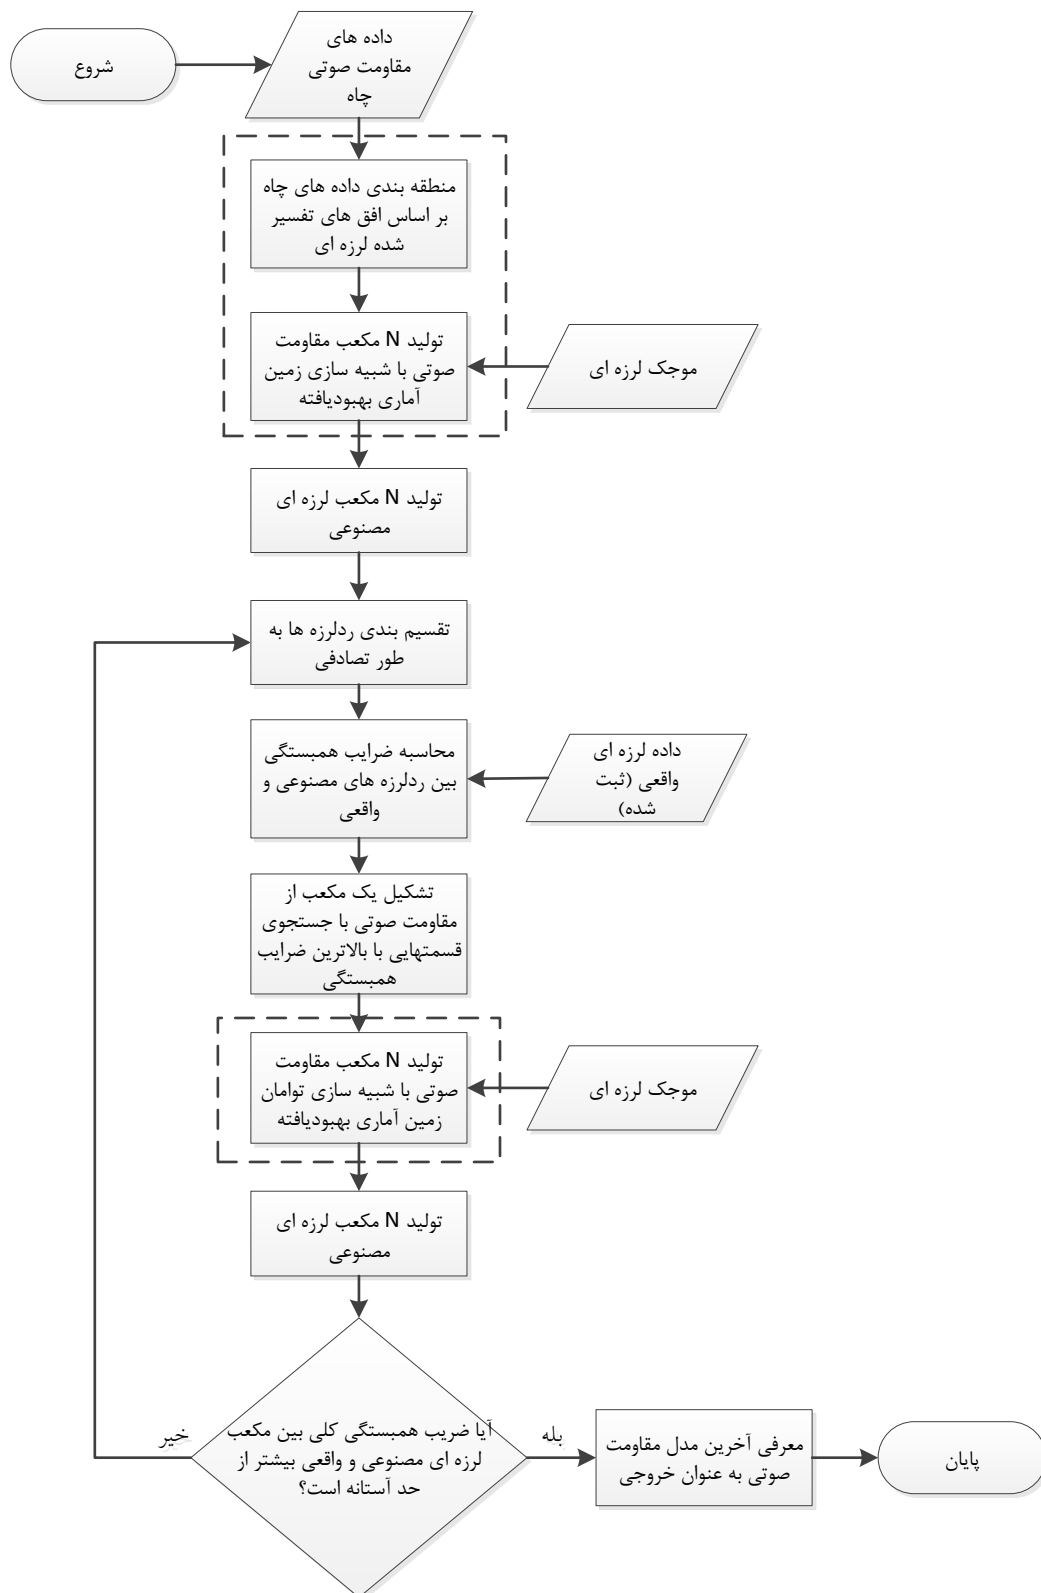 شروع
داده های
مقاومت صوتی
چاه
منطقه بندی داده های چاه
بر اساس افق های تفسیر
شده لرزه ای
تولید N مکعب مقاومت
صوتی با شبیه سازی زمین
آماری بهبودیافته
موجک لرزه ای
تولید N مکعب لرزه ای
مصنوعی
تقسیم بندی ردلرزه ها به
طور تصادفی
محاسبه ضرایب همبستگی
بین ردلرزه های مصنوعی و
واقعی
داده لرزه ای
واقعی (ثبت
شده)
تشکیل یک مکعب از
مقاومت صوتی با جستجوی
قسمتهایی با بالاترین ضرایب
همبستگی
تولید N مکعب مقاومت
صوتی با شبیه سازی توامان
زمین آماری بهبودیافته
موجک لرزه ای
تولید N مکعب لرزه ای
مصنوعی
آیا ضریب همبستگی کلی بین مکعب
لرزه ای مصنوعی و واقعی بیشتر از
حد آستانه است؟
خیر
بله
معرفی آخرین مدل مقاومت
صوتی به عنوان خروجی
پایان